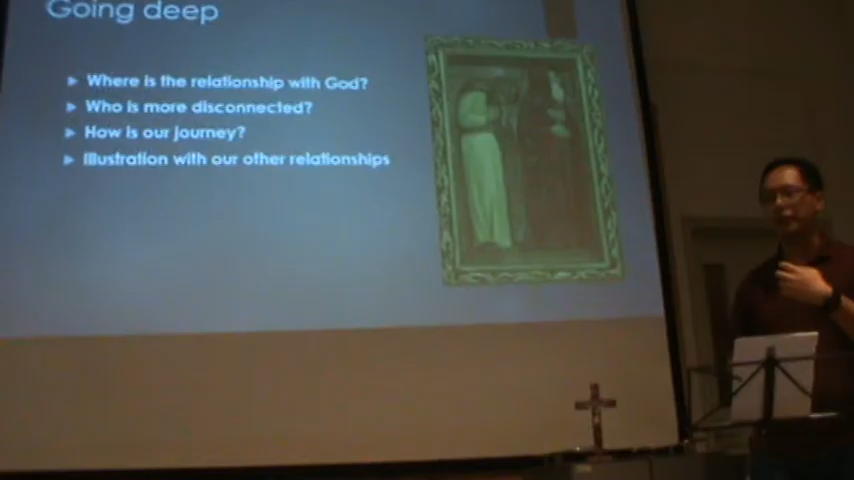 Going deep
Where is the relationship with God?
Who is more disconnected?
How is our journey?
Illustration with our other relationships